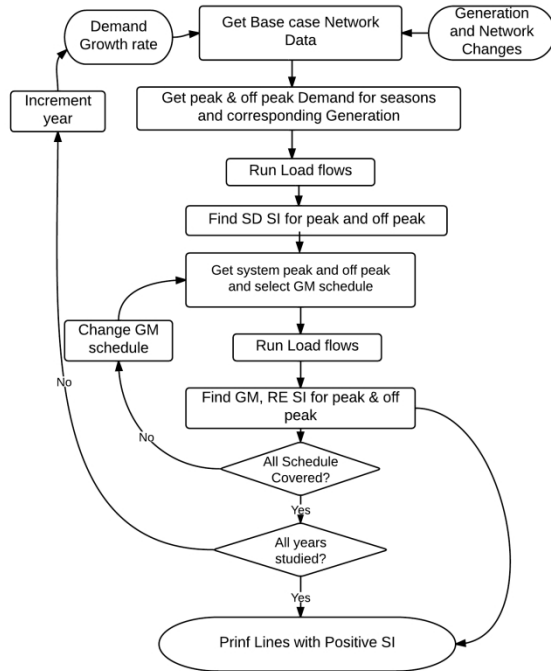 Demand
Growth rate
Get Base case Network
Data
Generation
and Network
Changes
Increment
year
Get peak & off peak Demand for seasons
and corresponding Generation
Run Load flows
Find SD SI for peak and off peak
Get system peak and off peak
and select GM schedule
Change GM
schedule
Run Load flows
No
Find GM, RE SI for peak & off
peak
No
All Schedule
Covered?
Yes
All years
studied?
Yes
Prinf Lines with Positive SI